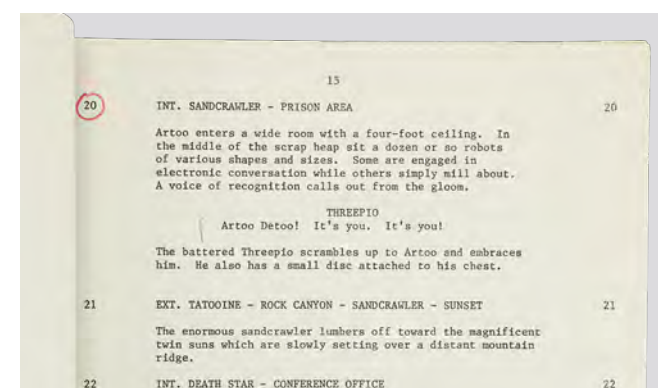 15
20 INT. SANDCRAWLER - PRISON AREA 20
Artoo enters a wide room with a four-foot ceiling. In
the middle of the scrap heap sit a dozen or so robots
of various shapes and sizes. Some are engaged in
electronic conversation while others simply mill about.
A voice of recognition calls out from the gloom.
THREEPIO
Artoo Detoo! It's you. It's you!
The battered Threepio scrambles up to Artoo and embraces
him. He also has a small disc attached to his chest.
21 EXT. TATOOINE - ROCK CANYON - SANDCRAWLER - SUNSET 21
The enormous sandcrawler lumbers off toward the magnificent
twin suns which are slowly setting over a distant mountain
ridge.
22 INT. DEATH STAR - CONFERENCE OFFICE 22